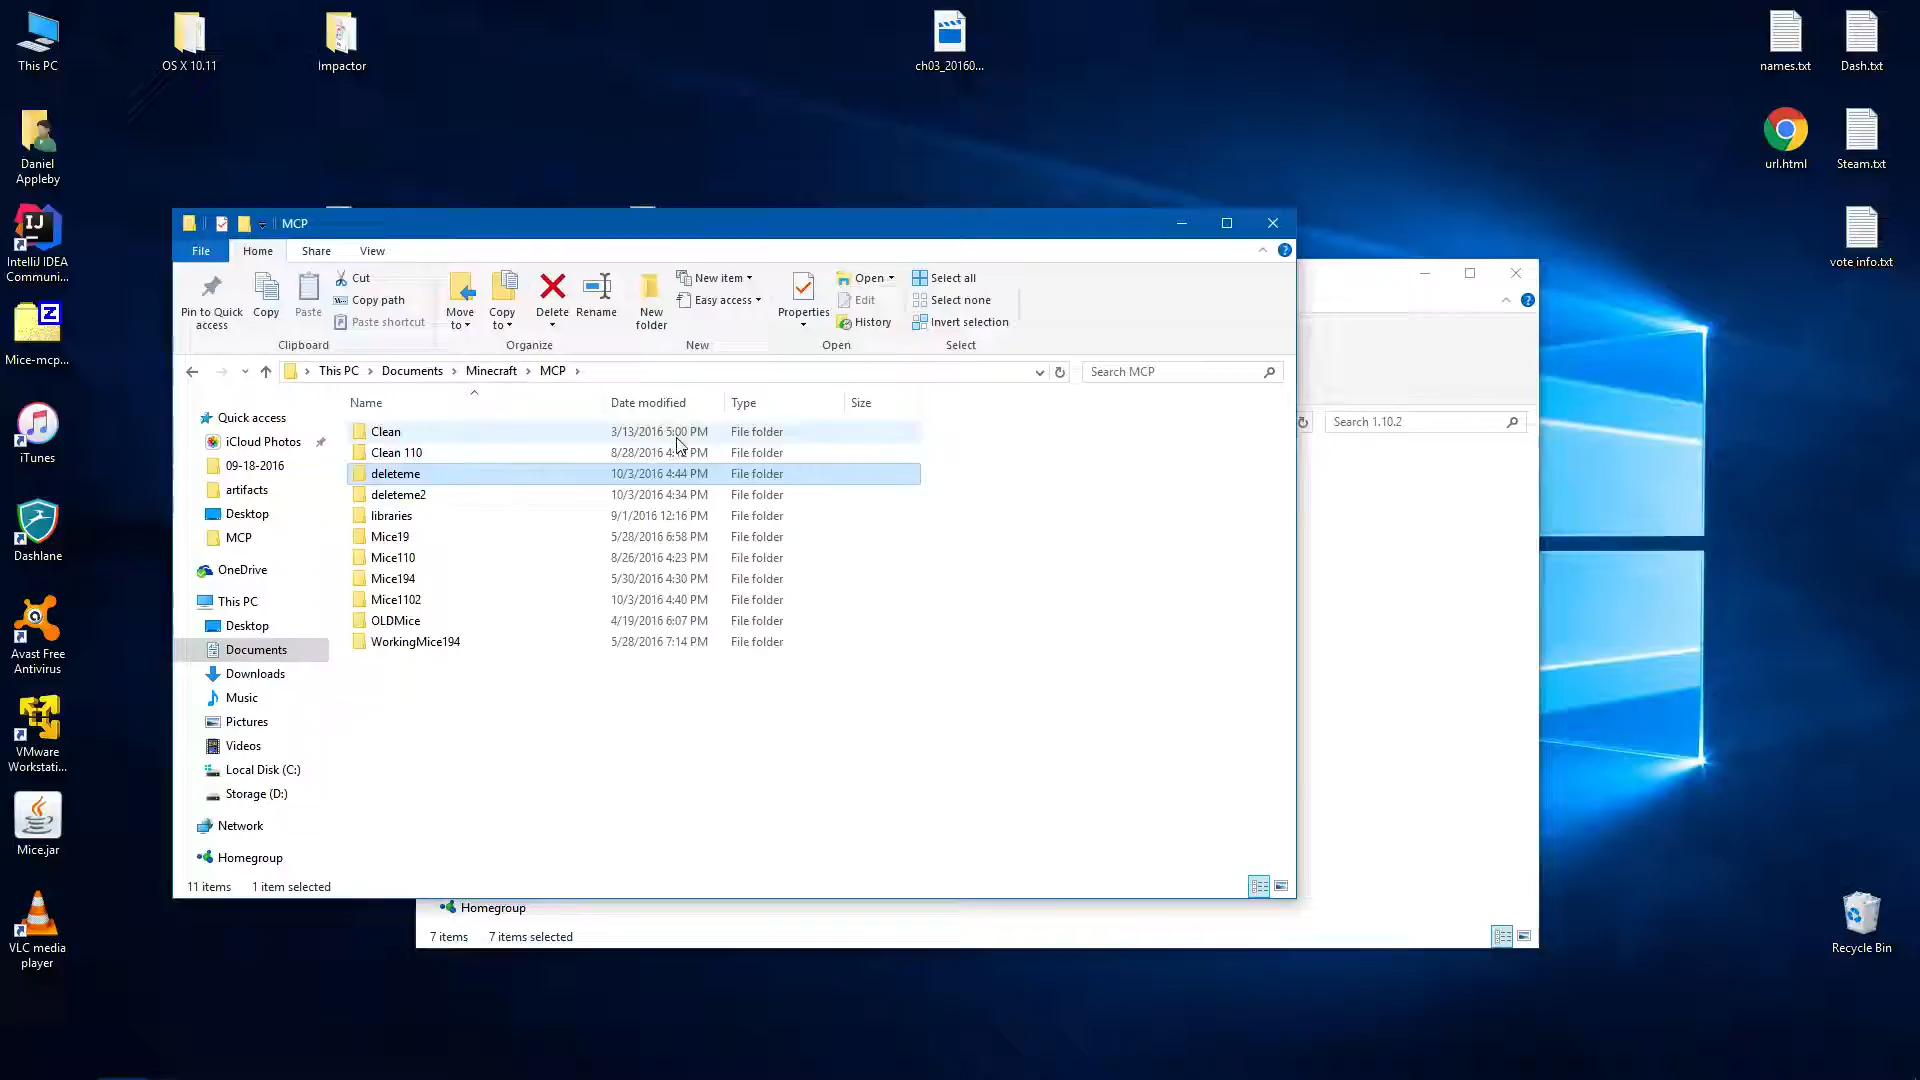 This PC
OS X 10.11
Impactor
ch03_20160...
names.txt
Dash.txt
Daniel
Appleby
url.html
Steam.txt
IntelliJ IDEA
Communi...
vote info.txt
Mice-mcp...
iTunes
Dashlane
Avast Free
Antivirus
VMware
Workstati...
Mice.jar
VLC media
player
Recycle Bin
MCP
File Home Share View
Pin to Quick
access
Copy
Paste
Cut
Copy path
Paste shortcut
Clipboard
Move
to
Copy
to
Delete
Rename
Organize
New
folder
New item
Easy access
New
Properties
Open
Edit
History
Open
Select all
Select none
Invert selection
Select
This PC Documents Minecraft MCP
Search MCP
Quick access
iCloud Photos
09-18-2016
artifacts
Desktop
MCP
OneDrive
This PC
Desktop
Documents
Downloads
Music
Pictures
Videos
Local Disk (C:)
Storage (D:)
Network
Homegroup
Name Date modified Type Size
Clean 3/13/2016 5:00 PM File folder
Clean 110 8/28/2016 4: PM File folder
deleteme 10/3/2016 4:44 PM File folder
deleteme2 10/3/2016 4:34 PM File folder
libraries 9/1/2016 12:16 PM File folder
Mice19 5/28/2016 6:58 PM File folder
Mice110 8/26/2016 4:23 PM File folder
Mice194 5/30/2016 4:30 PM File folder
Mice1102 10/3/2016 4:40 PM File folder
OLDMice 4/19/2016 6:07 PM File folder
WorkingMice194 5/28/2016 7:14 PM File folder
11 items 1 item selected
Search 1.10.2
Homegroup
7 items 7 items selected